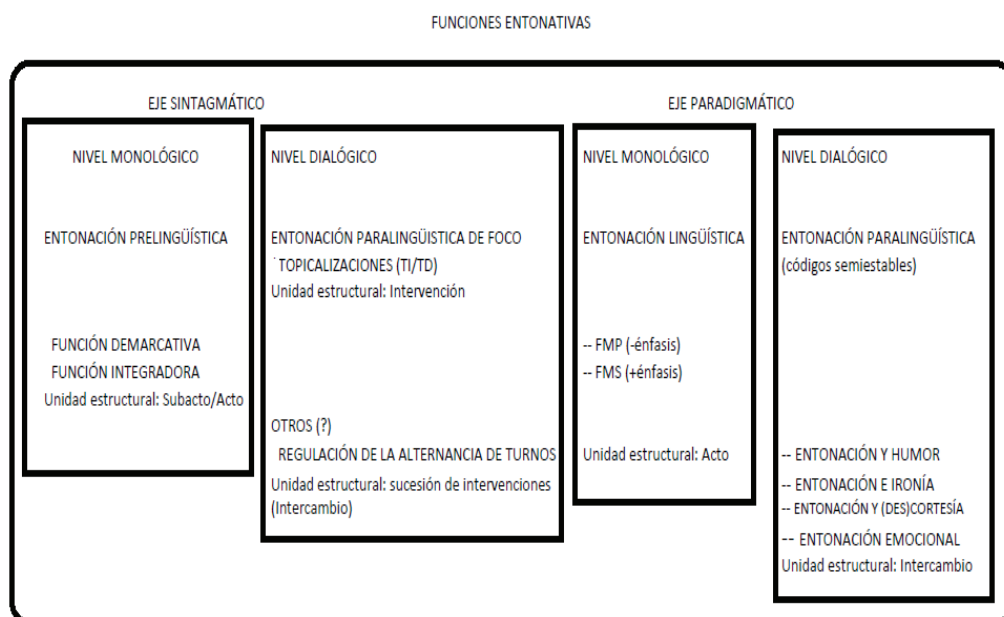 FUNCIONES ENTONATIVAS
EJE SINTAGMÁTICO
NIVEL MONOLÓGICO
ENTONACIÓN PRELINGÜÍSTICA
FUNCIÓN DEMARCATIVA
FUNCIÓN INTEGRADORA
Unidad estructural: Subacto/Acto
NIVEL DIALÓGICO
ENTONACIÓN PARALINGÜISTICA DE FOCO
TOPICALIZACIONES (TI/TD)
Unidad estructural: Intervención
OTROS (?)
REGULACIÓN DE LA ALTERNANCIA DE TURNOS
Unidad estructural: sucesión de intervenciones
(Intercambio)
EJE PARADIGMÁTICO
NIVEL MONOLÓGICO
ENTONACIÓN LINGÜÍSTICA
-- FMP (-énfasis)
-- FMS (+énfasis)
Unidad estructural: Acto
NIVEL DIALÓGICO
ENTONACIÓN PARALINGÜÍSTICA
(códigos semiestables)
-- ENTONACIÓN Y HUMOR
-- ENTONACIÓN E IRONÍA
-- ENTONACIÓN Y (DES)CORTESÍA
-- ENTONACIÓN EMOCIONAL
Unidad estructural: Intercambio